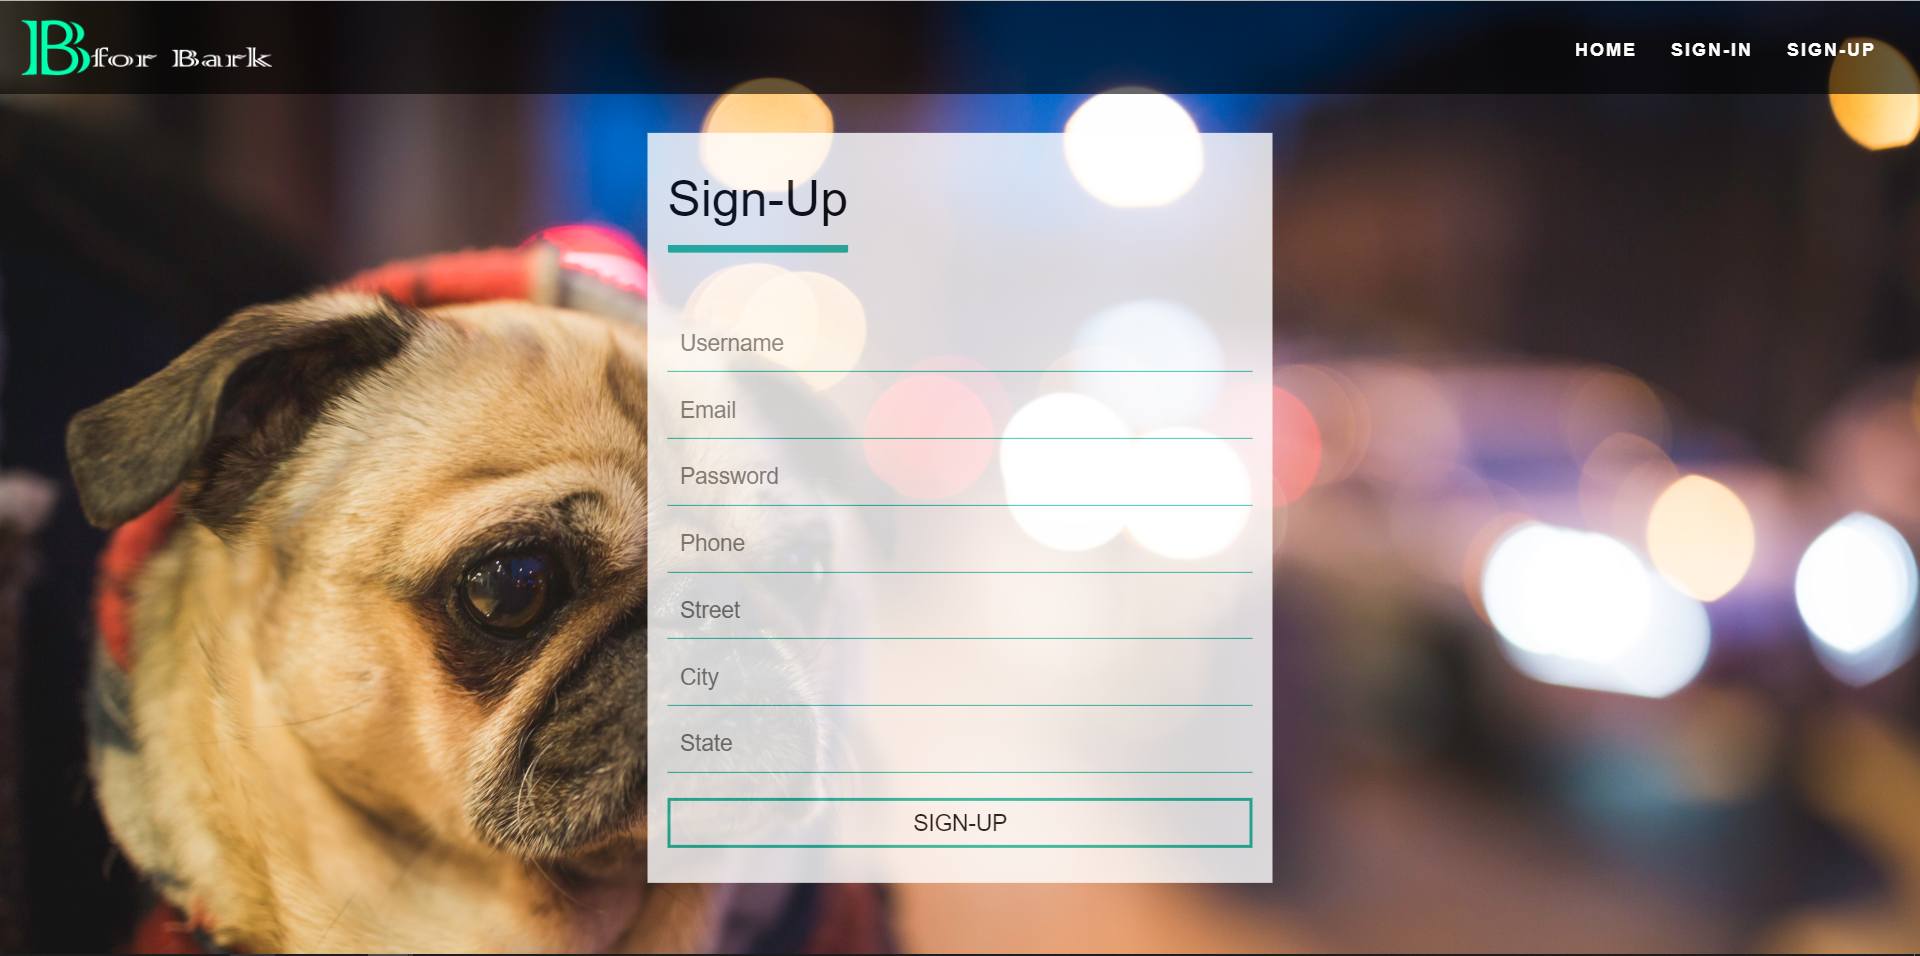 B for Bark
HOME SIGN-IN SIGN-UP
Sign-Up
Username
Email
Password
Phone
Street
City
State
SIGN-UP